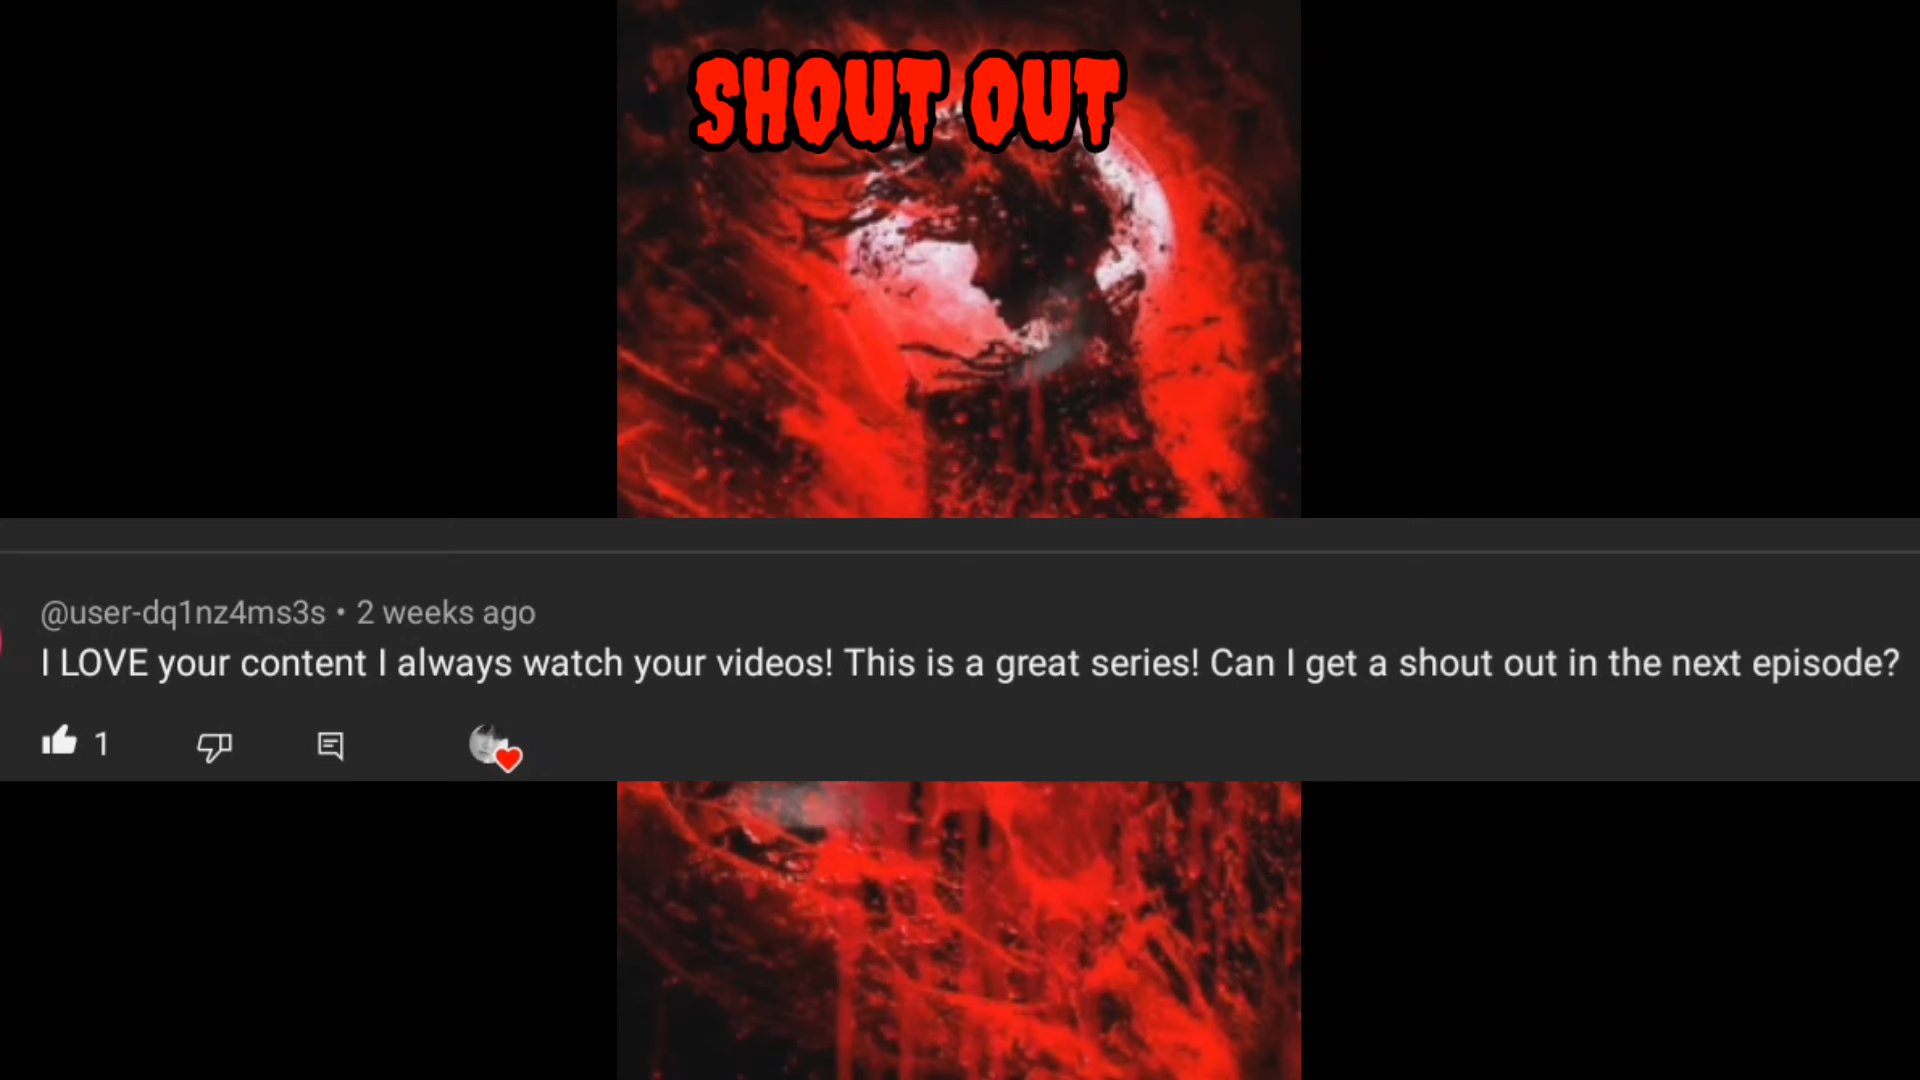 SHOUT OUT
@user-dq1nz4ms3s • 2 weeks ago
I LOVE your content I always watch your videos! This is a great series! Can I get a shout out in the next episode?
1